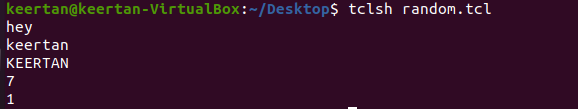 keertan@keertan-VirtualBox:~/Desktop$ tclsh random.tcl
hey
keertan
KEERTAN
7
1